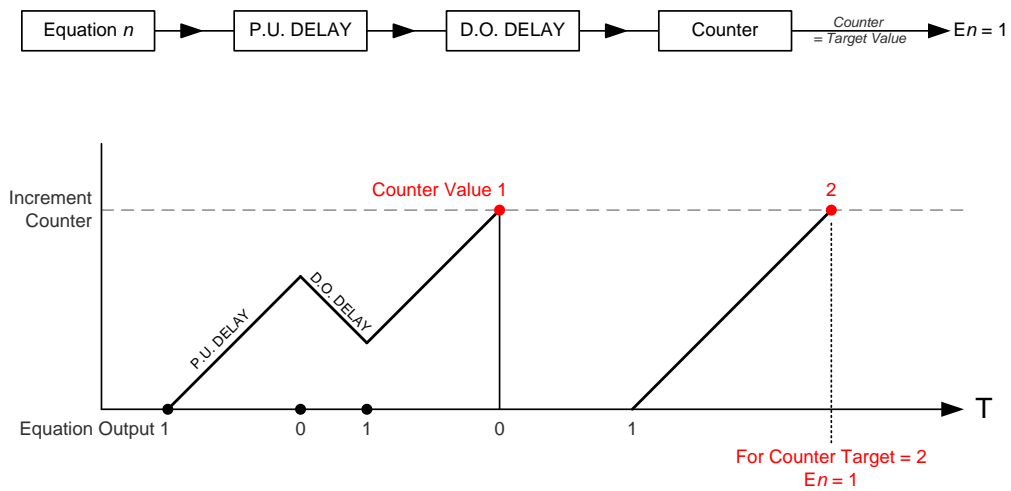 Equation n
P.U. DELAY
D.O. DELAY
Counter
Counter
= Target Value
En = 1
Increment
Counter
Counter Value 1
2
P.U. DELAY
D.O. DELAY
T
Equation Output 1
0
1
0
1
For Counter Target = 2
En = 1